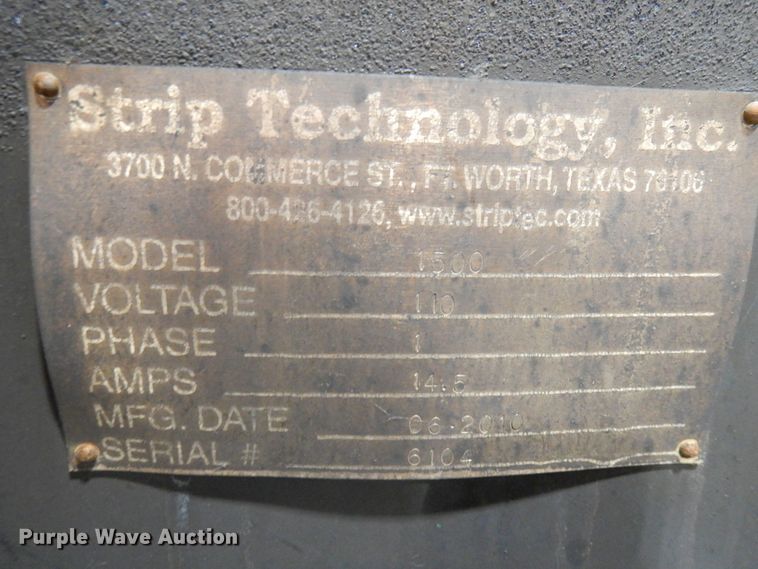 Strip Technology, Inc.
3700 N. COMMERCE ST., FT. WORTH, TEXAS 76106
800-426-4126, www.striptec.com
MODEL 1500
VOLTAGE 110
PHASE 1
AMPS 14.5
MFG. DATE 06-2010
SERIAL # 6104
Purple Wave Auction